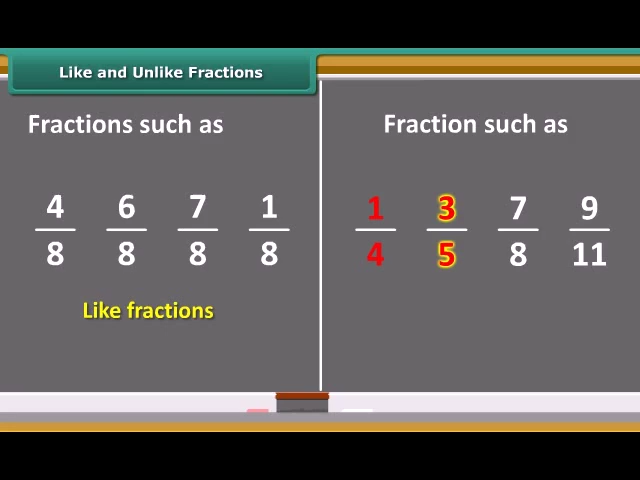 Like and Unlike Fractions
Fractions such as
4/8 6/8 7/8 1/8
Like fractions
Fraction such as
1/4 3/5 7/8 9/11